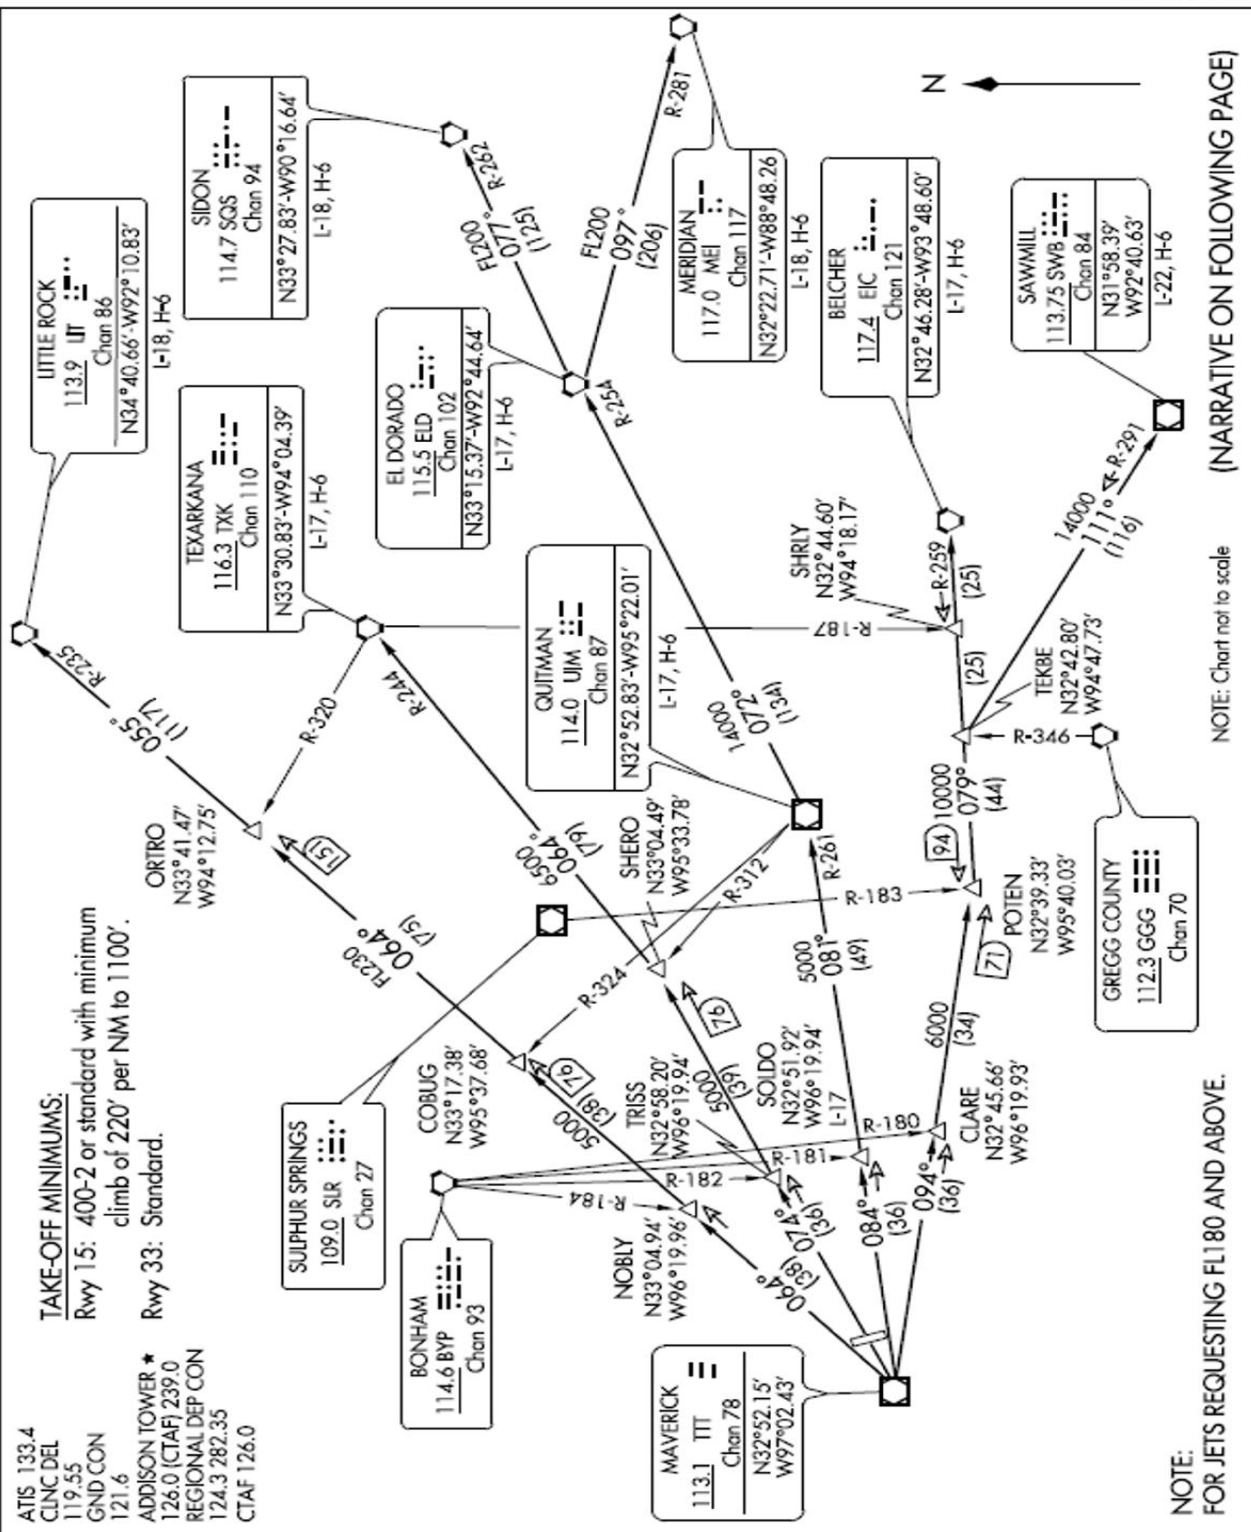 ATIS 133.4
CLNC DEL
119.55
GND CON
121.6
ADDISON TOWER ★
126.0 (CTAF) 239.0
REGIONAL DEP CON
124.3 282.35
CTAF 126.0
TAKE-OFF MINIMUMS:
Rwy 15: 400-2 or standard with minimum
climb of 220' per NM to 1100'.
Rwy 33: Standard.
LITTLE ROCK
113.9 LIT
Chan 86
N34°40.66'-W92°10.83'
L-18, H-6
SIDON
114.7 SQS
Chan 94
N33°27.83'-W90°16.64'
L-18, H-6
TEXARKANA
116.3 TXK
Chan 110
N33°30.83'-W94°04.39'
L-17, H-6
EL DORADO
115.5 ELD
Chan 102
N33°15.37'-W92°44.64'
L-17, H-6
MERIDIAN
117.0 MEI
Chan 117
N32°22.71'-W88°48.26
L-18, H-6
BELCHER
117.4 EIC
Chan 121
N32°46.28'-W93°48.60'
L-17, H-6
SAWMILL
113.75 SWB
Chan 84
N31°58.39'
W92°40.63'
L-22, H-6
QUITMAN
114.0 UJM
Chan 87
N32°52.83'-W95°22.01'
L-17, H-6
SULPHUR SPRINGS
109.0 SLR
Chan 27
BONHAM
114.6 BYP
Chan 93
MAVERICK
113.1 TTT
Chan 78
N32°52.15'
W97°02.43'
GREGG COUNTY
112.3 GGG
Chan 70
ORTRO
N33°41.47'
W94°12.75'
COBUG
N33°17.38'
W95°37.68'
NOBLY
N33°04.94'
W96°19.96'
TRISS
N32°58.20'
W96°19.94'
SOLDO
N32°51.92'
W96°19.94'
L-17
CLARE
N32°45.66'
W96°19.93'
SHERO
N33°04.49'
W95°33.78'
POTEN
N32°39.33'
W95°40.03'
TEKBE
N32°42.80'
W94°47.73'
SHRLY
N32°44.60'
W94°18.17'
R-235
055°
(117)
R-320
151
FL230
064°
(75)
R-324
76
5000
(38)
R-184
064°
(38)
R-244
6500
064°
(79)
R-312
76
5000
(39)
R-182
074°
(36)
FL200
077°
(125)
R-262
FL200
097°
(206)
R-281
R-254
14000
072°
(134)
R-261
5000
081°
(49)
R-181
084°
(36)
R-180
094°
(36)
6000
(34)
71
R-183
94
10000
079°
(44)
R-346
(25)
R-187
R-259
(25)
14000
111°
(116)
R-291
N
NOTE:
FOR JETS REQUESTING FL180 AND ABOVE.
NOTE: Chart not to scale
(NARRATIVE ON FOLLOWING PAGE)